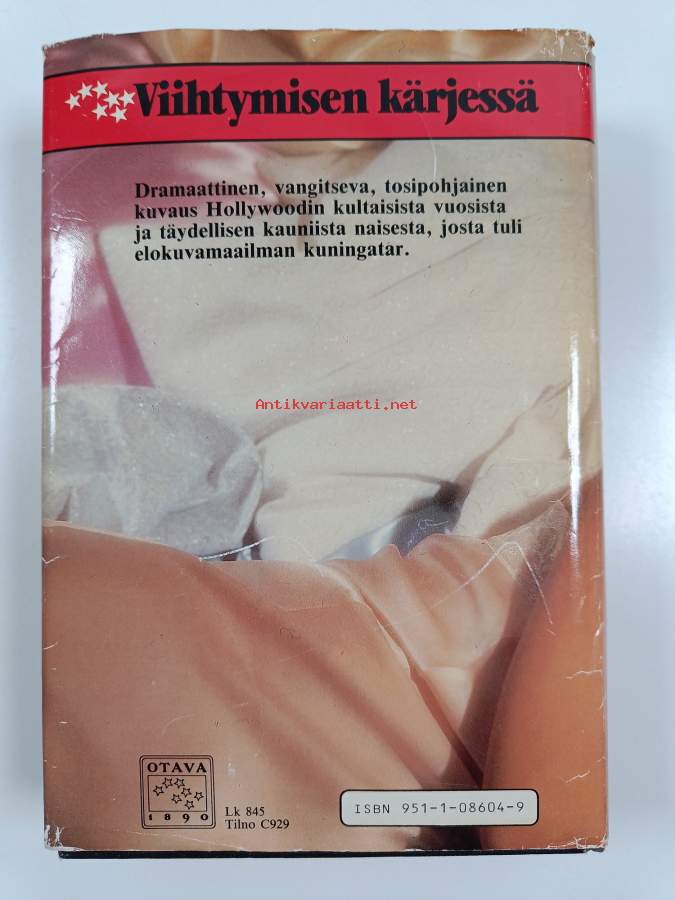 Viihtymisen kärjessä
Dramaattinen, vangitseva, tosipohjainen
kuvaus Hollywoodin kultaisista vuosista
ja täydellisen kauniista naisesta, josta tuli
elokuvamaailman kuningatar.
Antikvariaatti.net
OTAVA
1890
Lk 845
Tilno C929
ISBN 951-1-08604-9